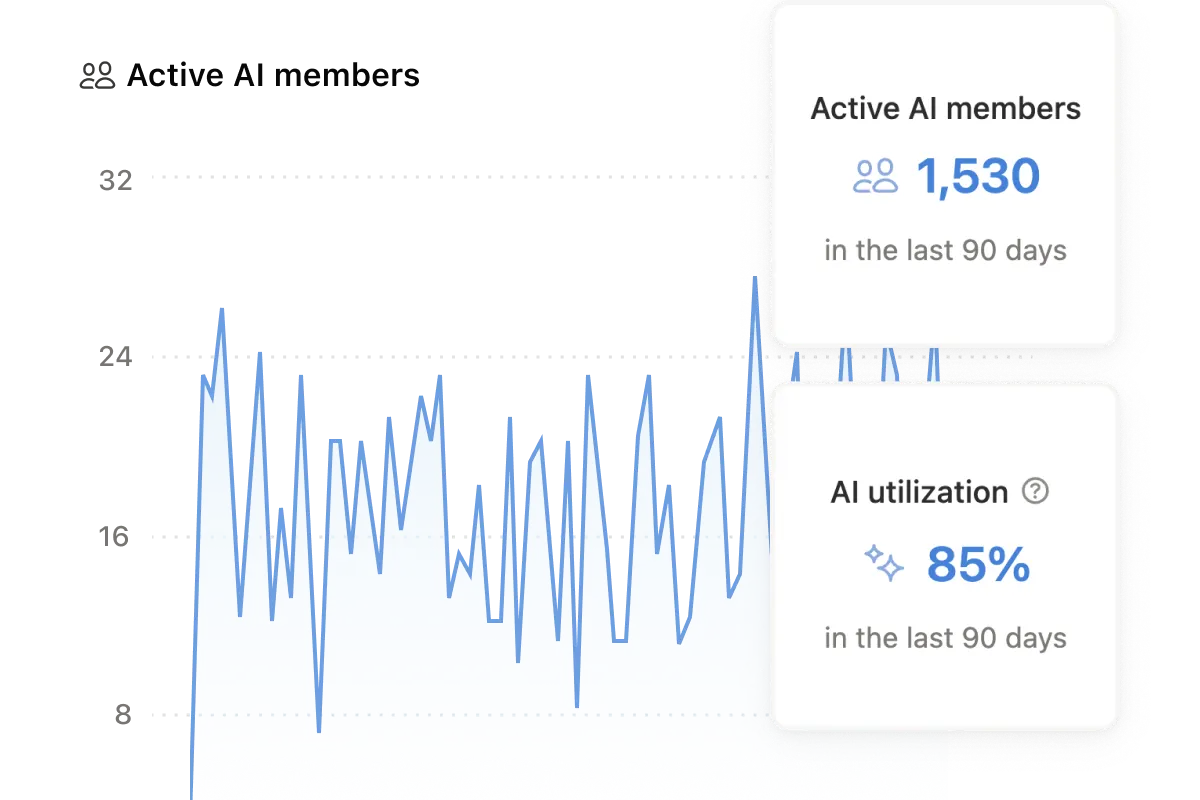 Active AI members
32
24
16
8
Active AI members
1,530
in the last 90 days
AI utilization ?
85%
in the last 90 days